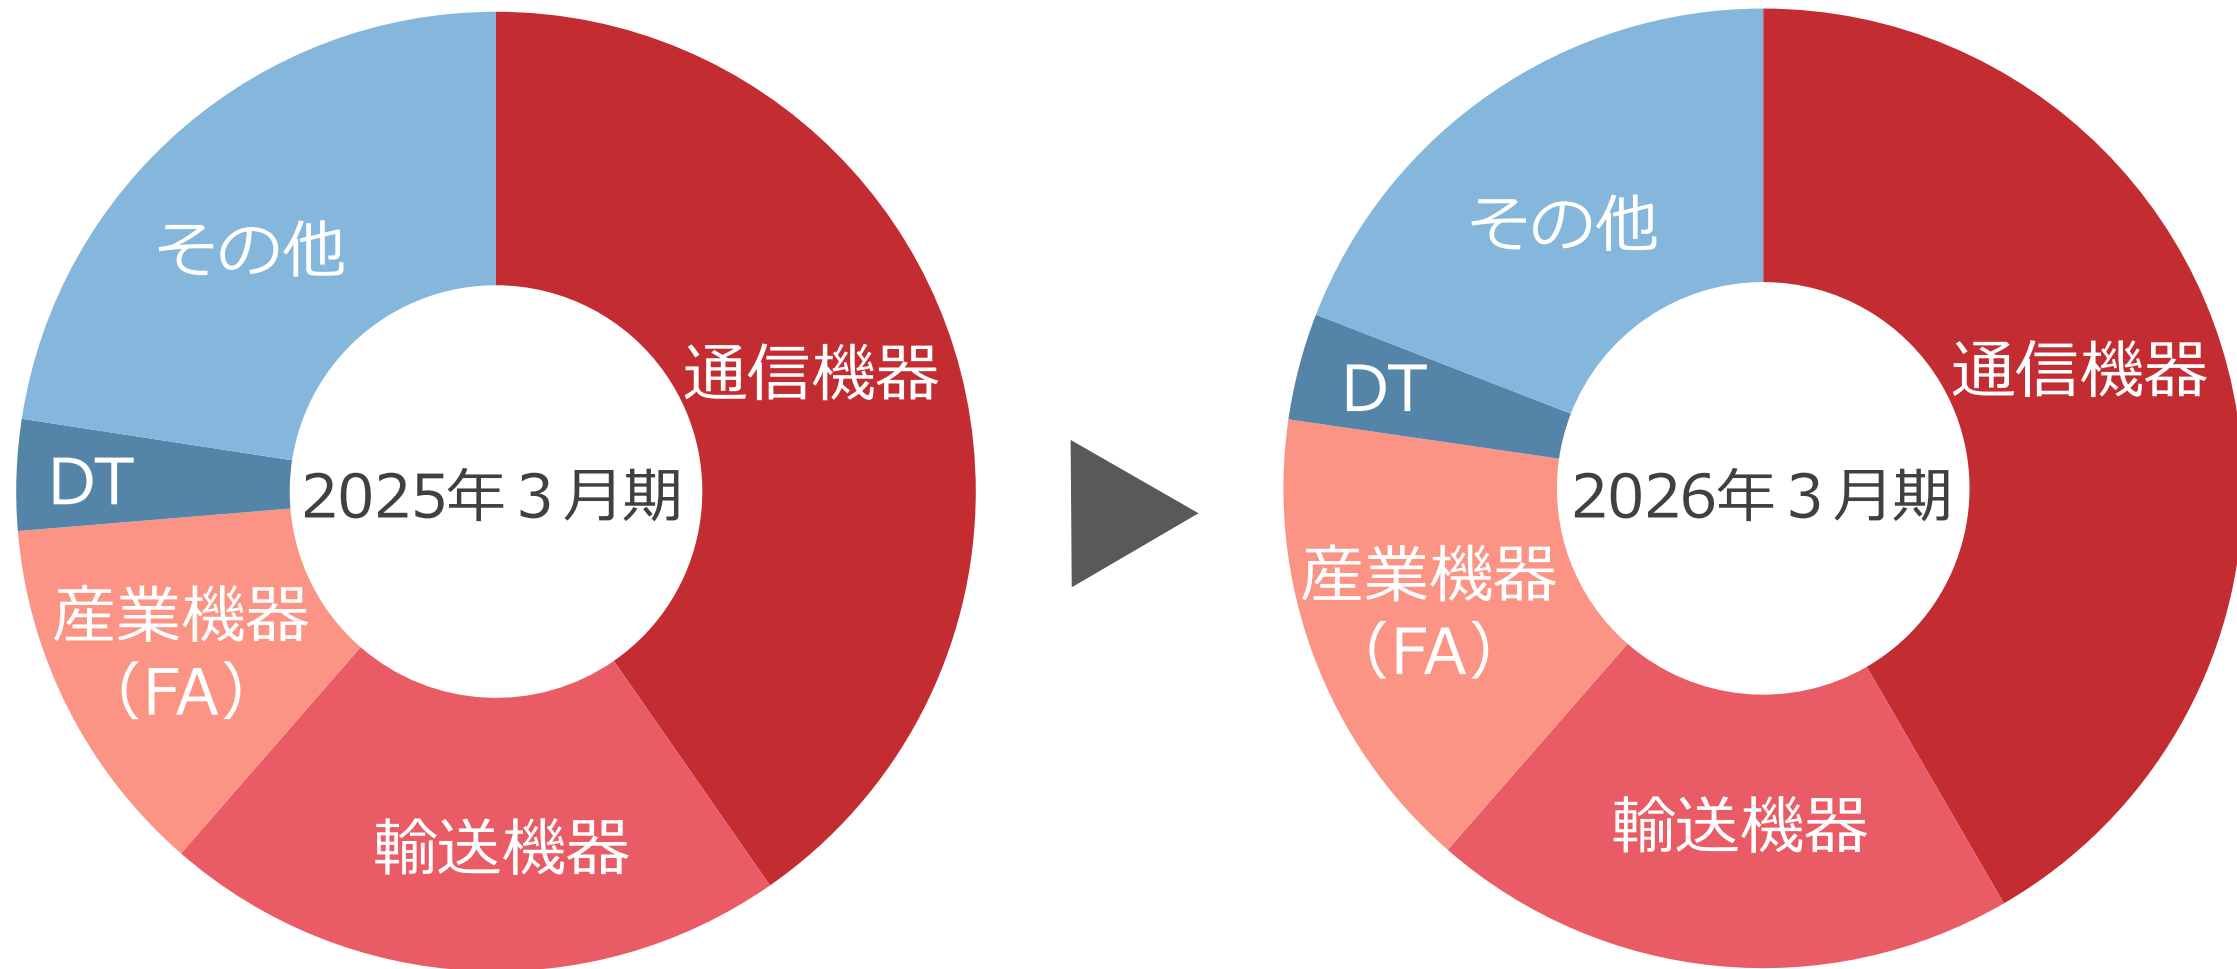 その他
通信機器
DT
2025年3月期
産業機器
（FA）
輸送機器
その他
通信機器
DT
2026年3月期
産業機器
（FA）
輸送機器